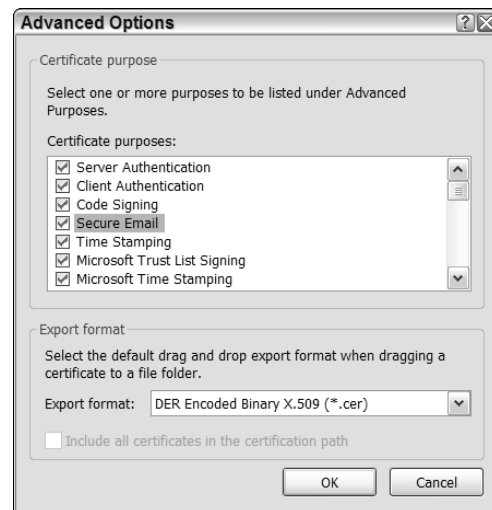 Advanced Options
Certificate purpose
Select one or more purposes to be listed under Advanced
Purposes.
Certificate purposes:
Server Authentication
Client Authentication
Code Signing
Secure Email
Time Stamping
Microsoft Trust List Signing
Microsoft Time Stamping
Export format
Select the default drag and drop export format when dragging a
certificate to a file folder.
Export format: DER Encoded Binary X.509 (*.cer)
Include all certificates in the certification path
OK Cancel